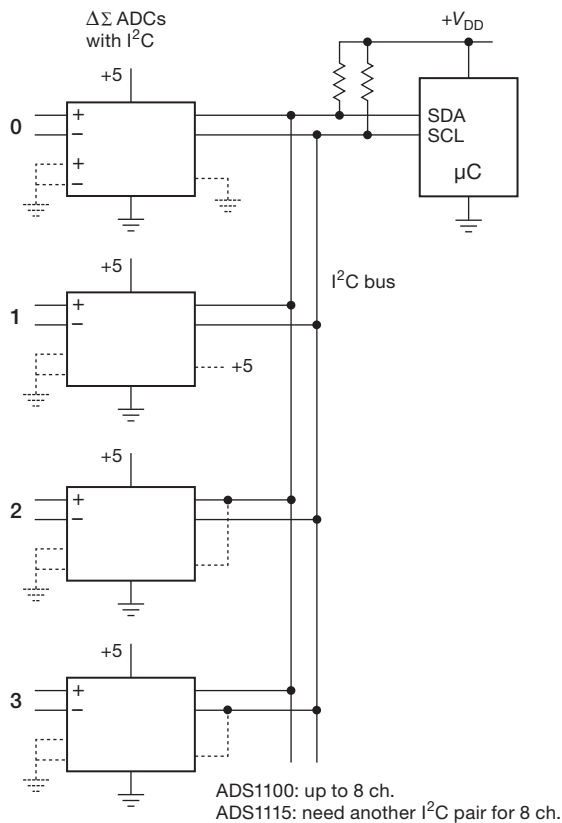 ΔΣ ADCs
with I²C
+V_DD
+5
0
+
−
+
−
SDA
SCL
µC
+5
I²C bus
1
+
−
+5
+5
2
+
−
+5
3
+
−
ADS1100: up to 8 ch.
ADS1115: need another I²C pair for 8 ch.